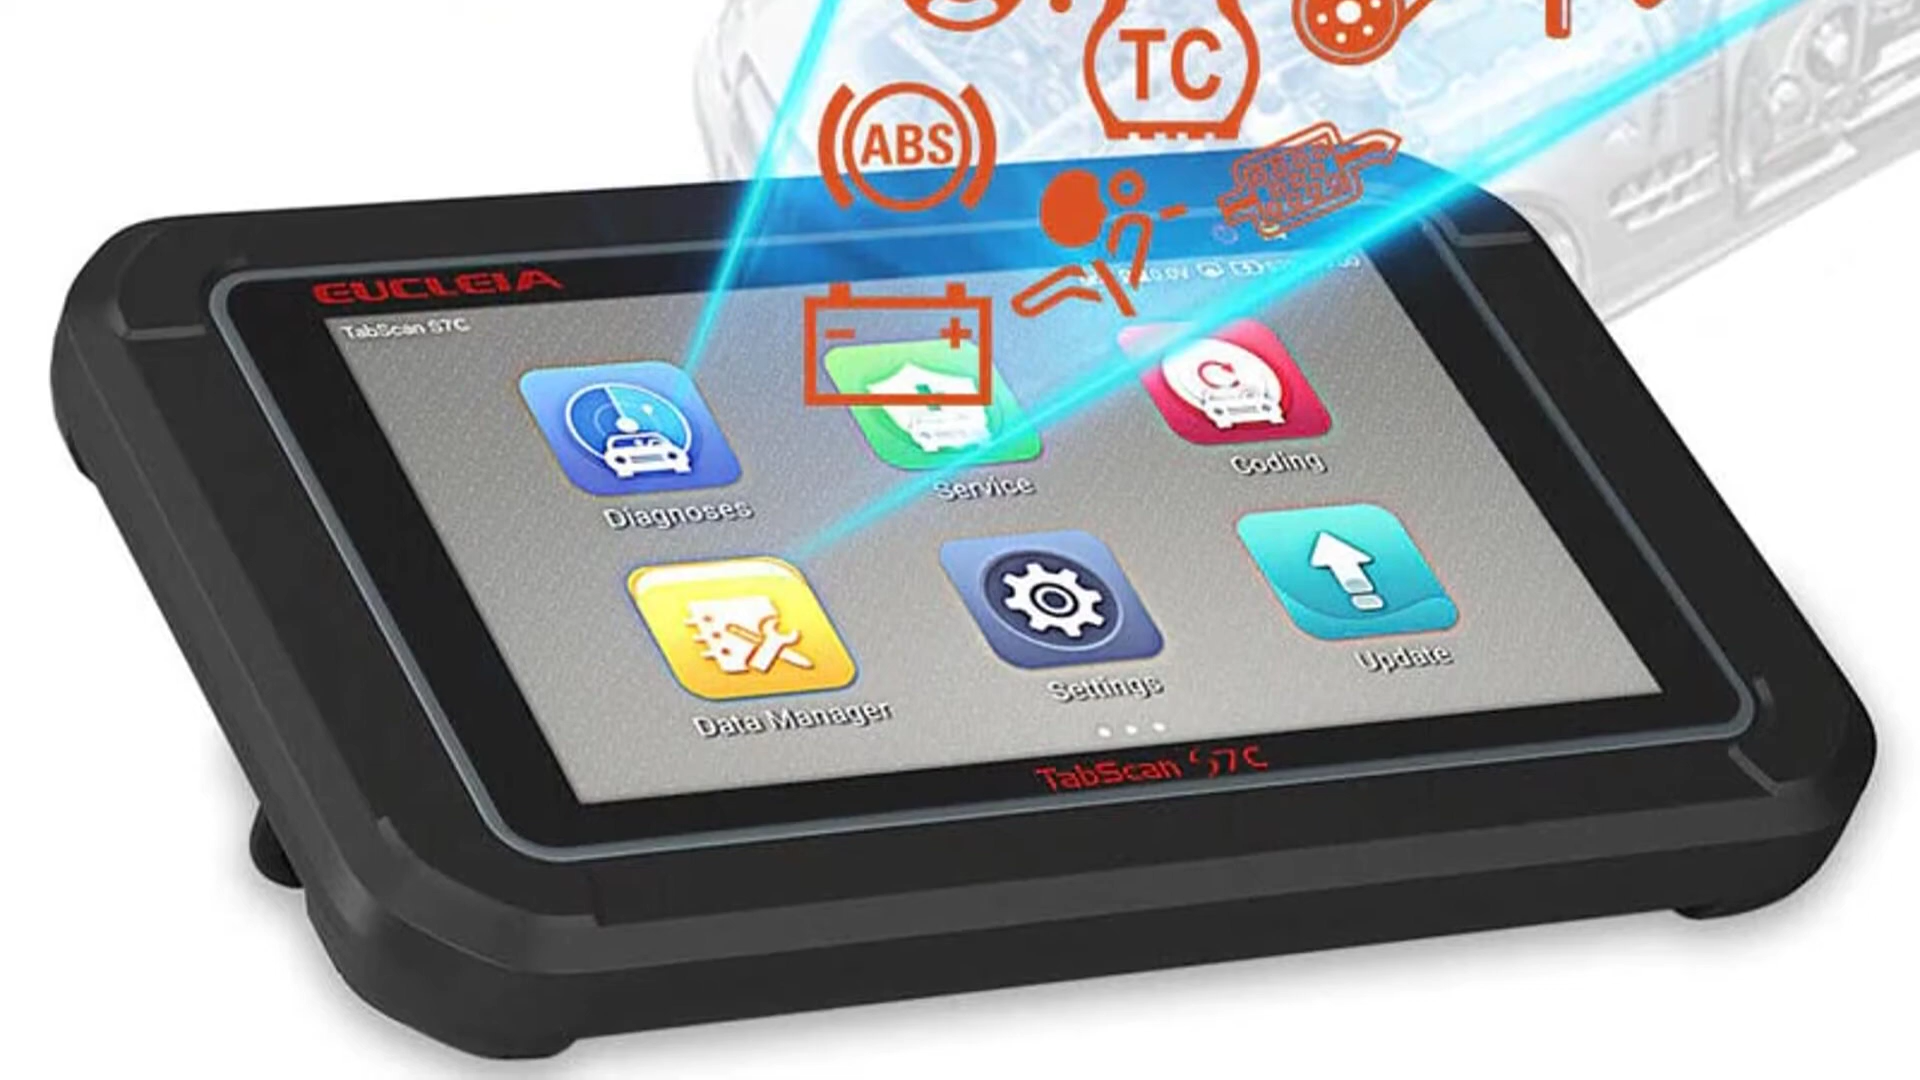 TC
ABS
EUCLEIA
TabScan S7C
Diagnoses
Service
Coding
Data Manager
Settings
Update
TabScan S7C